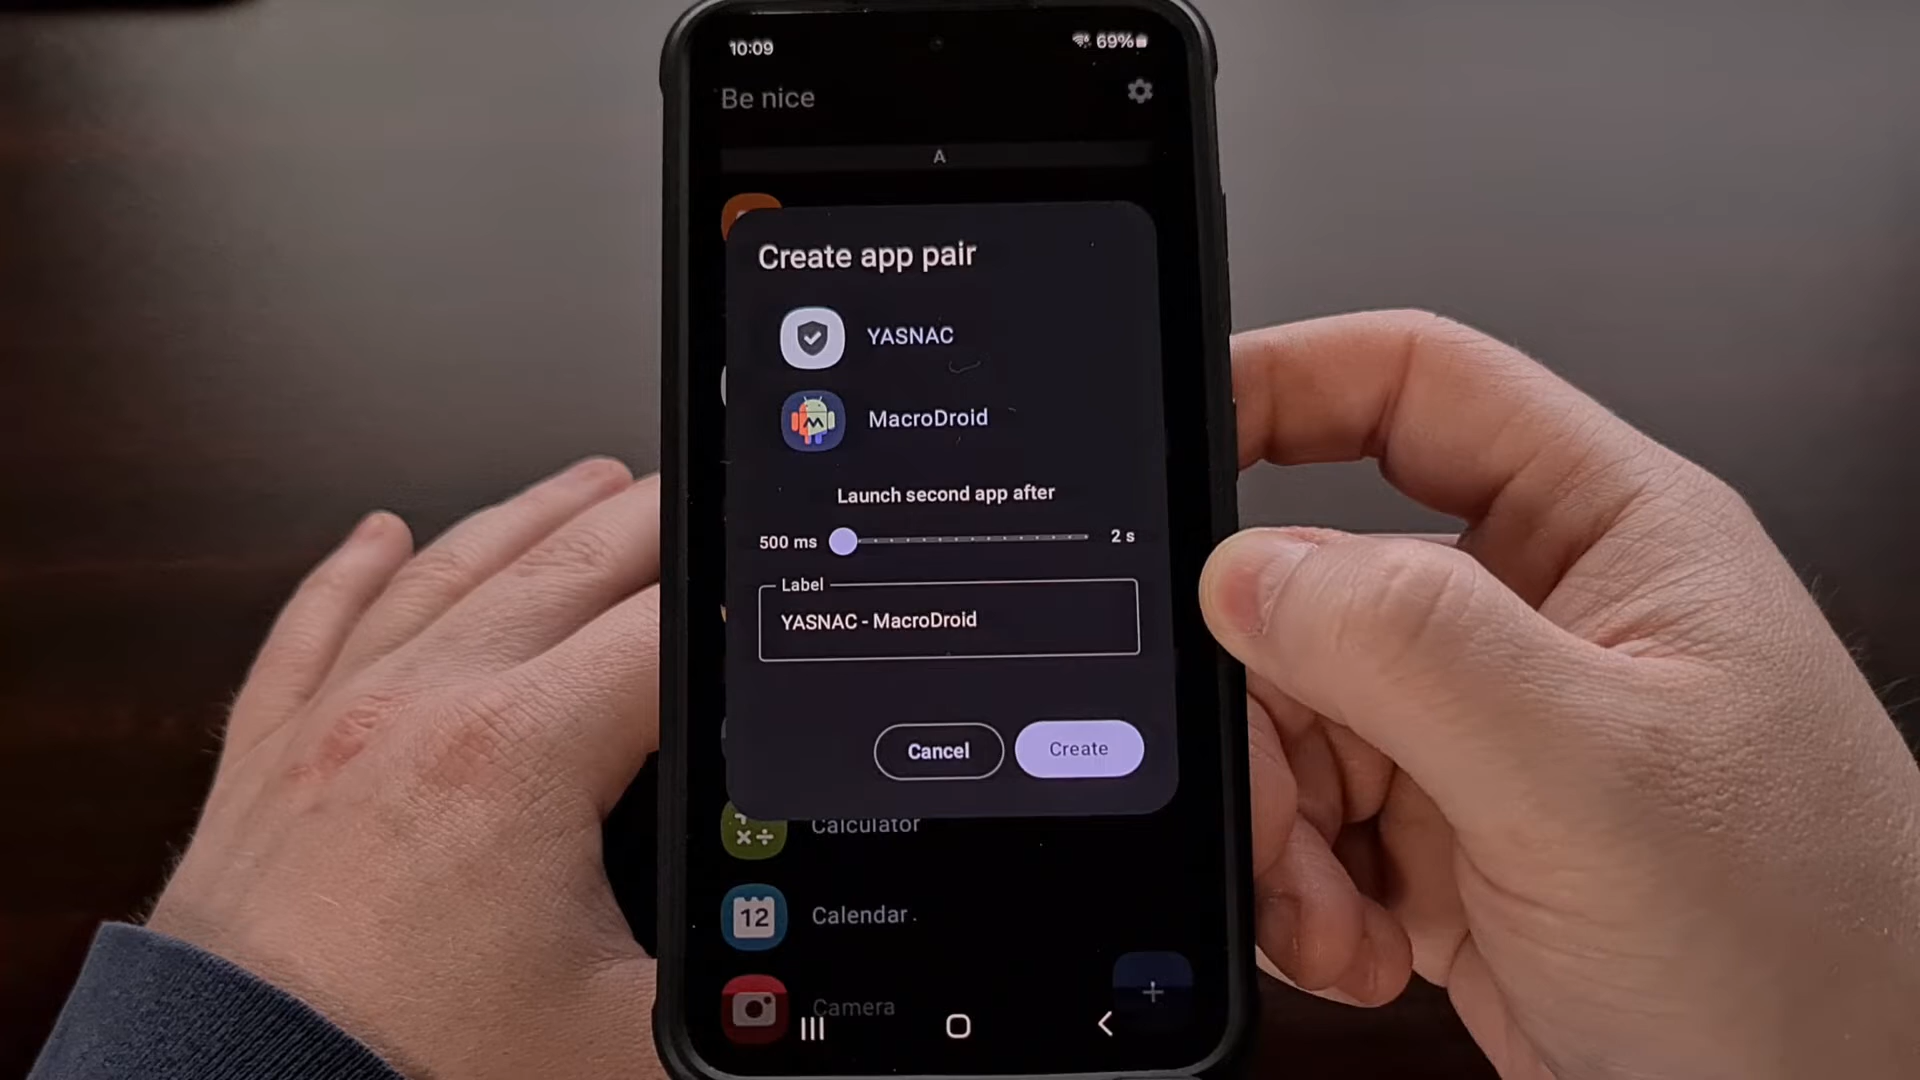 10:09
69%
Be nice
A
Create app pair
YASNAC
MacroDroid
Launch second app after
500 ms
2 s
Label
YASNAC - MacroDroid
Cancel
Create
Calculator
12
Calendar
Camera